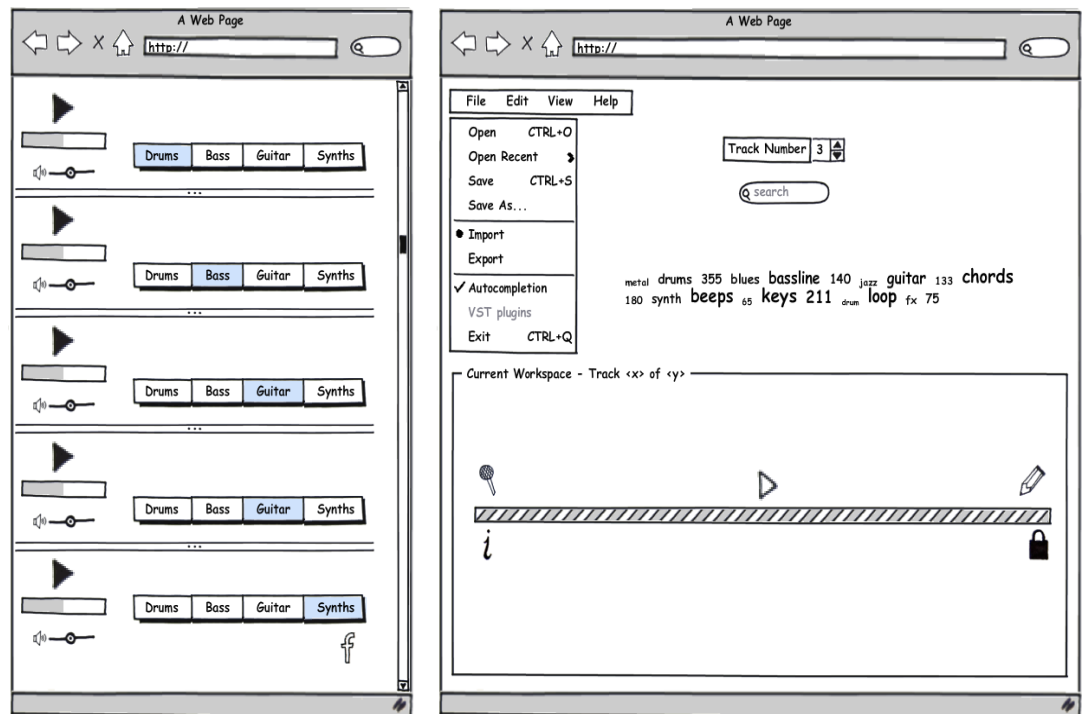 A Web Page
http://
Drums Bass Guitar Synths
Drums Bass Guitar Synths
Drums Bass Guitar Synths
Drums Bass Guitar Synths
Drums Bass Guitar Synths
f
A Web Page
http://
File Edit View Help
Open CTRL+O
Open Recent
Save CTRL+S
Save As...
Import
Export
Autocompletion
VST plugins
Exit CTRL+Q
Track Number 3
search
metal drums 355 blues bassline 140 jazz guitar 133 chords
180 synth beeps 65 keys 211 drum loop fx 75
Current Workspace - Track <x> of <y>
i